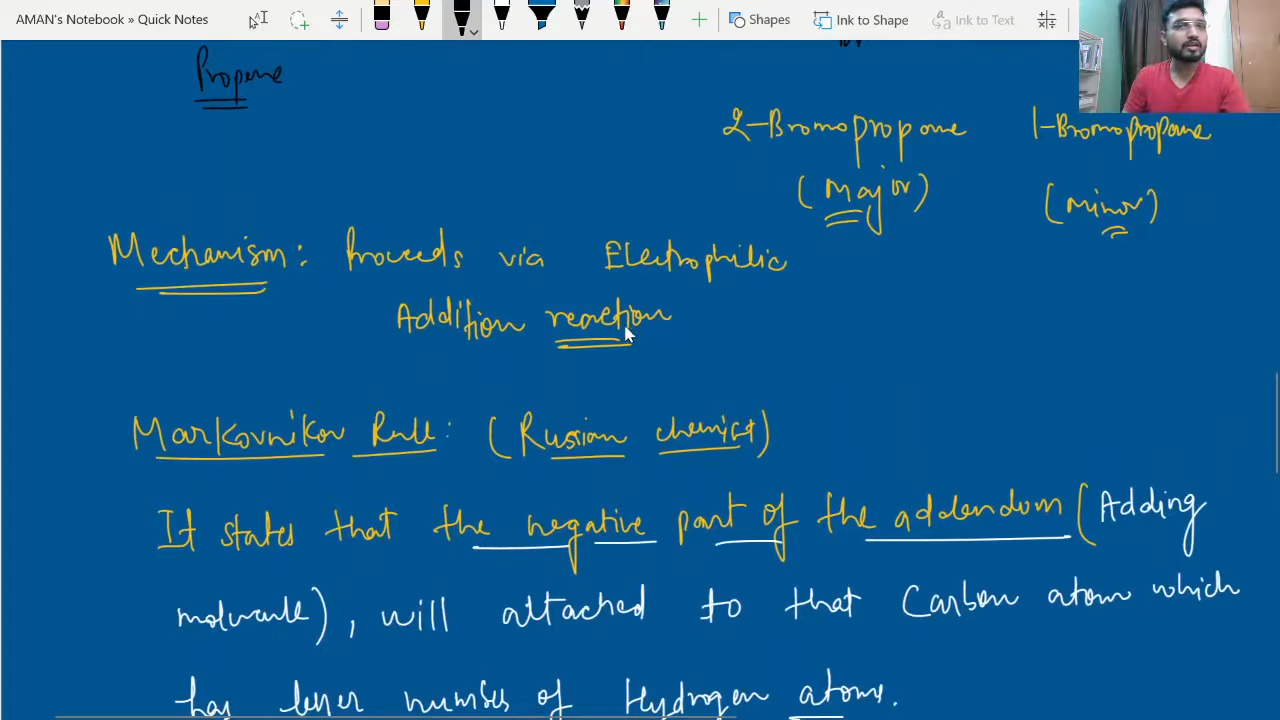 AMAN's Notebook » Quick Notes
Shapes
Ink to Shape
Ink to Text
Propene
2-Bromopropane
1-Bromopropane
(Major)
(Minor)
Mechanism: Proceeds via Electrophilic
Addition reaction
Markovnikov Rule: (Russian chemist)
It states that the negative part of the addendom (Adding
molecule), will attached to that Carbon atom which
has lesser number of Hydrogen atoms.